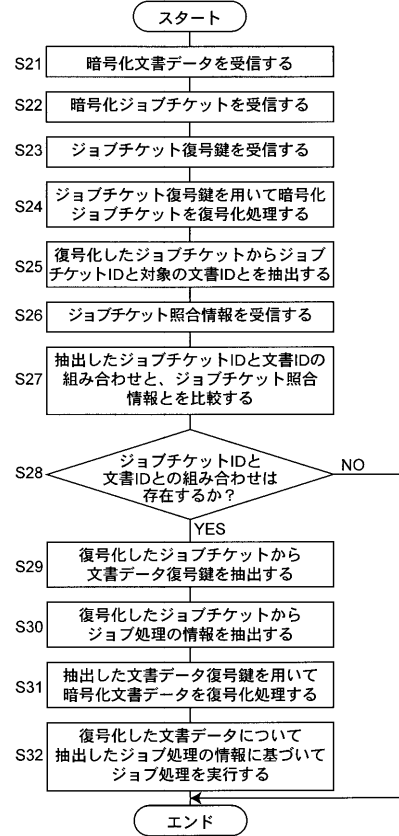 スタート
S21
暗号化文書データを受信する
S22
暗号化ジョブチケットを受信する
S23
ジョブチケット復号鍵を受信する
S24
ジョブチケット復号鍵を用いて暗号化
ジョブチケットを復号化処理する
S25
復号化したジョブチケットからジョブ
チケットIDと対象の文書IDとを抽出する
S26
ジョブチケット照合情報を受信する
S27
抽出したジョブチケットIDと文書IDの
組み合わせと、ジョブチケット照合
情報とを比較する
S28
ジョブチケットIDと
文書IDとの組み合わせは
存在するか？
NO
YES
S29
復号化したジョブチケットから
文書データ復号鍵を抽出する
S30
復号化したジョブチケットから
ジョブ処理の情報を抽出する
S31
抽出した文書データ復号鍵を用いて
暗号化文書データを復号化処理する
S32
復号化した文書データについて
抽出したジョブ処理の情報に基づいて
ジョブ処理を実行する
エンド